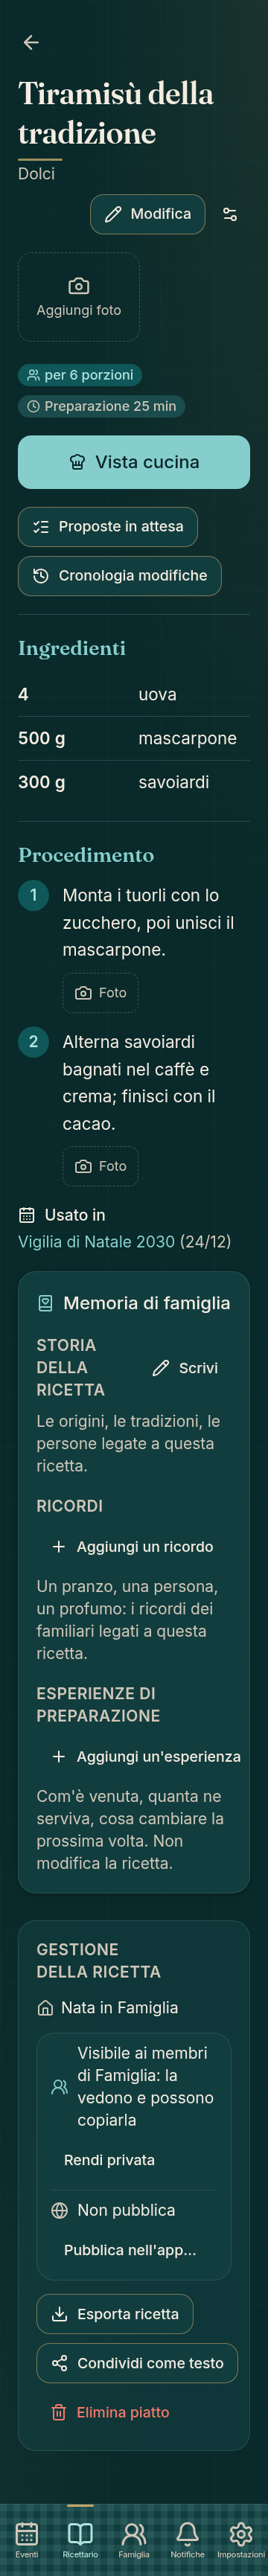 Tiramisù della
tradizione
Dolci
Modifica
Aggiungi foto
per 6 porzioni
Preparazione 25 min
Vista cucina
Proposte in attesa
Cronologia modifiche
Ingredienti
4 uova
500 g mascarpone
300 g savoiardi
Procedimento
1 Monta i tuorli con lo
zucchero, poi unisci il
mascarpone.
Foto
2 Alterna savoiardi
bagnati nel caffè e
crema; finisci con il
cacao.
Foto
Usato in
Vigilia di Natale 2030 (24/12)
Memoria di famiglia
STORIA
DELLA
RICETTA
Scrivi
Le origini, le tradizioni, le
persone legate a questa
ricetta.
RICORDI
Aggiungi un ricordo
Un pranzo, una persona,
un profumo: i ricordi dei
familiari legati a questa
ricetta.
ESPERIENZE DI
PREPARAZIONE
Aggiungi un'esperienza
Com'è venuta, quanta ne
serviva, cosa cambiare la
prossima volta. Non
modifica la ricetta.
GESTIONE
DELLA RICETTA
Nata in Famiglia
Visibile ai membri
di Famiglia: la
vedono e possono
copiarla
Rendi privata
Non pubblica
Pubblica nell'app...
Esporta ricetta
Condividi come testo
Elimina piatto
Eventi Ricettario Famiglia Notifiche Impostazioni